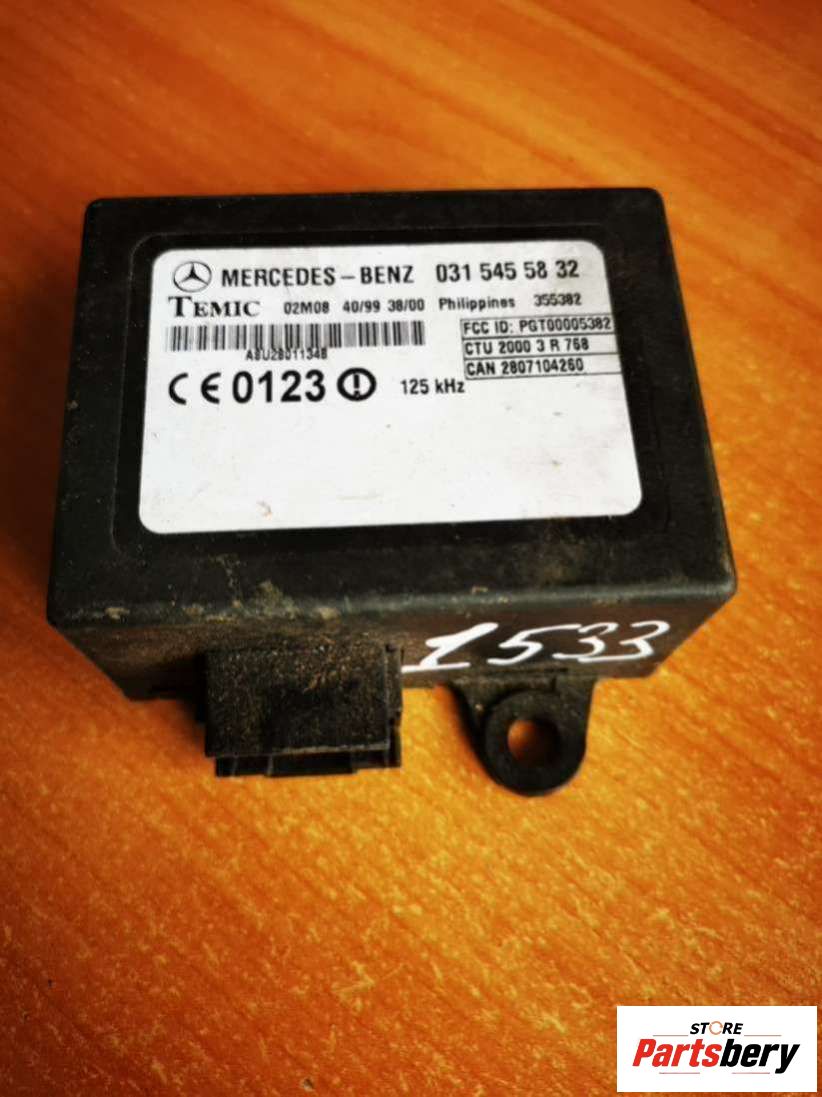 MERCEDES-BENZ 031 545 58 32
TEMIC 02M08 40/99 38/00 Philippines 355382
FCC ID: PGT00005382
CTU 2000 3 R 768
CAN 2807104260
A8U28011348
CE 0123 125 kHz
1533
STORE
Partsbery